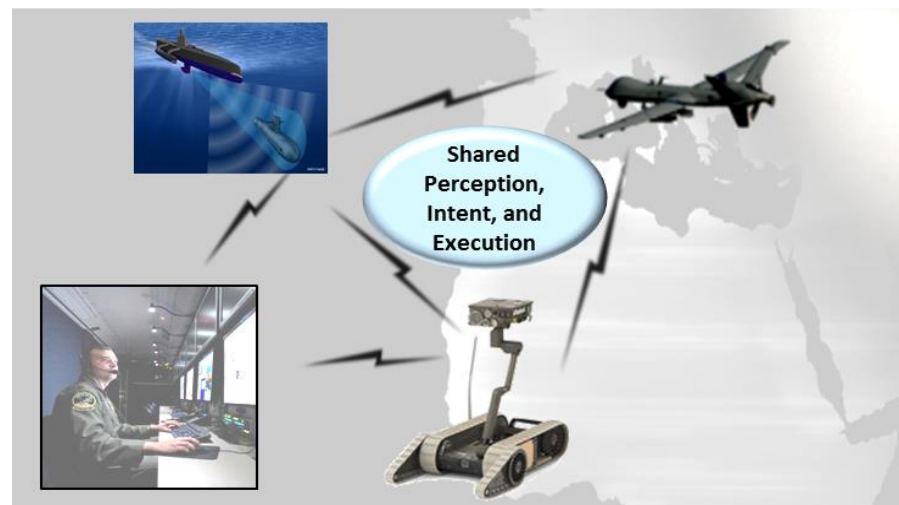 Shared
Perception,
Intent, and
Execution